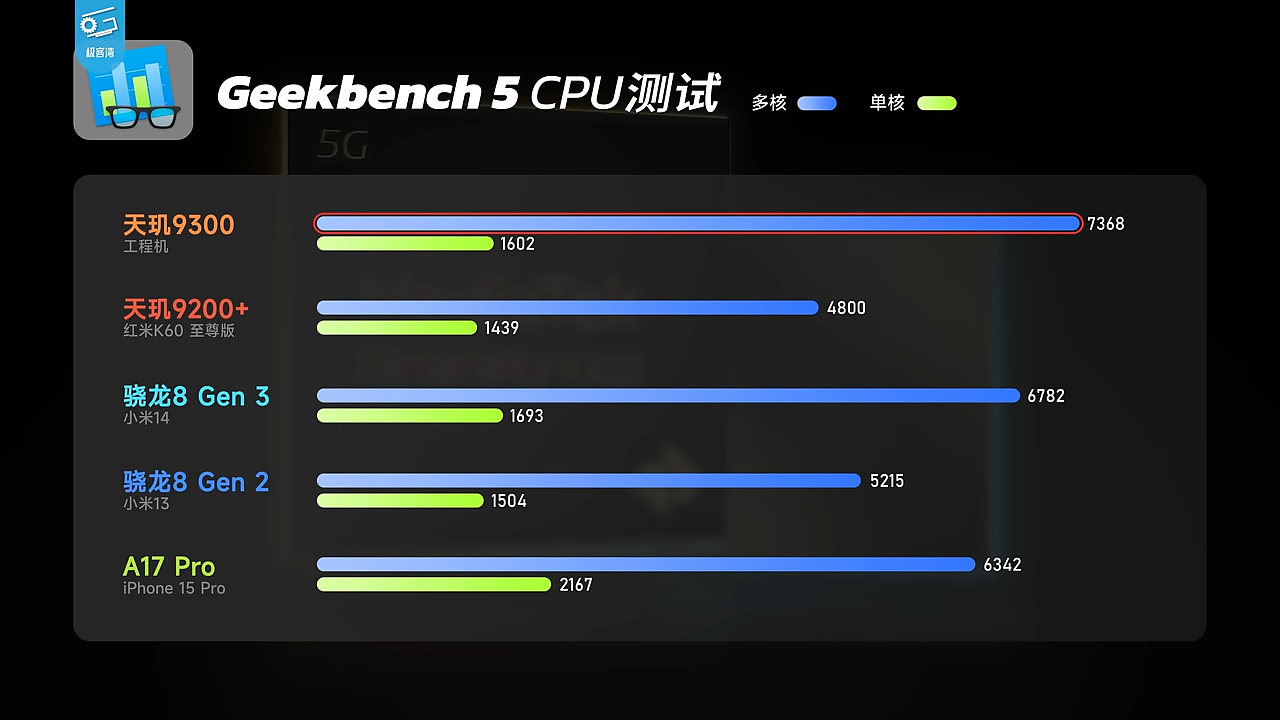 极客湾
Geekbench 5 CPU测试
多核 单核
5G
天玑9300 7368
工程机 1602
天玑9200+ 4800
红米K60 至尊版 1439
骁龙8 Gen 3 6782
小米14 1693
骁龙8 Gen 2 5215
小米13 1504
A17 Pro 6342
iPhone 15 Pro 2167